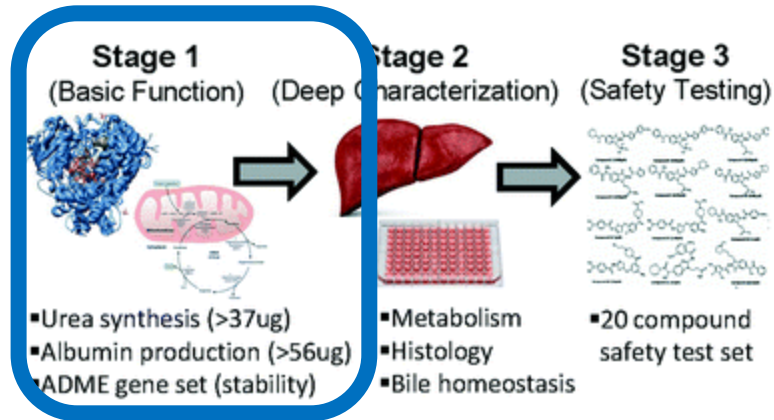 Stage 1
(Basic Function)
▪Urea synthesis (>37ug)
▪Albumin production (>56ug)
▪ADME gene set (stability)
Stage 2
(Deep Characterization)
▪Metabolism
▪Histology
▪Bile homeostasis
Stage 3
(Safety Testing)
▪20 compound
safety test set